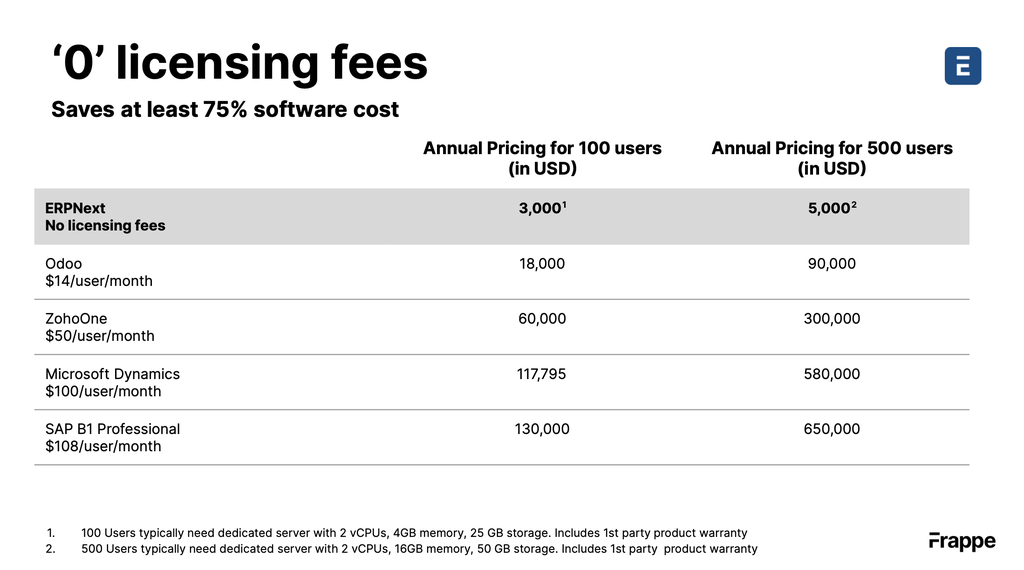 ‘0’ licensing fees
E
Saves at least 75% software cost
Annual Pricing for 100 users
(in USD)
Annual Pricing for 500 users
(in USD)
ERPNext
No licensing fees
3,000¹
5,000²
Odoo
$14/user/month
18,000
90,000
ZohoOne
$50/user/month
60,000
300,000
Microsoft Dynamics
$100/user/month
117,795
580,000
SAP B1 Professional
$108/user/month
130,000
650,000
1. 100 Users typically need dedicated server with 2 vCPUs, 4GB memory, 25 GB storage. Includes 1st party product warranty
2. 500 Users typically need dedicated server with 2 vCPUs, 16GB memory, 50 GB storage. Includes 1st party product warranty
Frappe